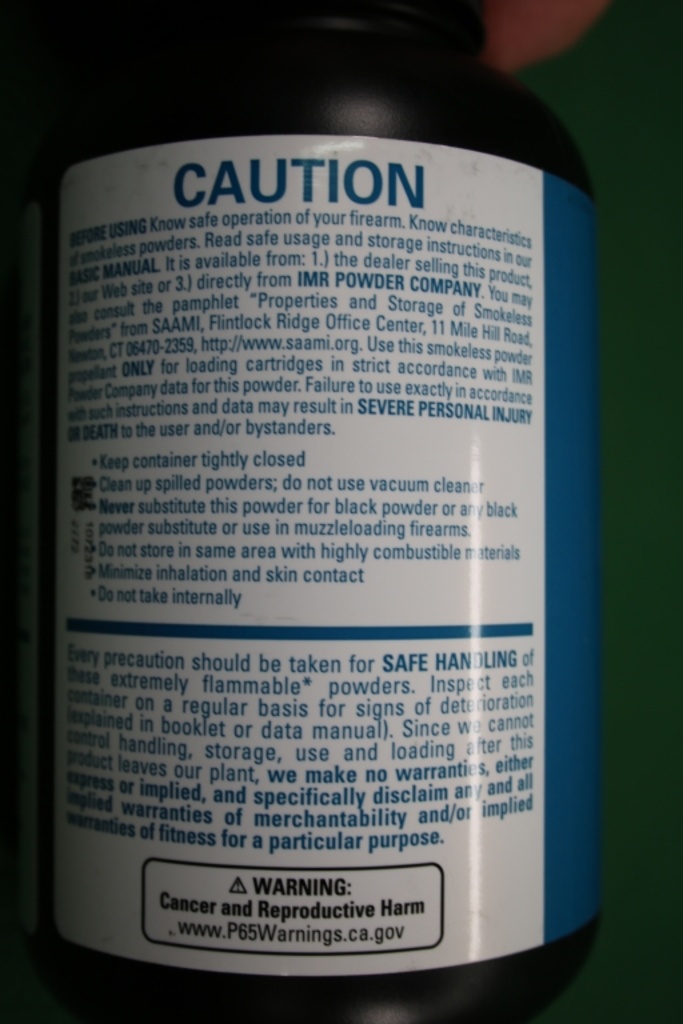 CAUTION
BEFORE USING Know safe operation of your firearm. Know characteristics
of smokeless powders. Read safe usage and storage instructions in our
BASIC MANUAL. It is available from: 1.) the dealer selling this product,
2.) our Web site or 3.) directly from IMR POWDER COMPANY. You may
also consult the pamphlet "Properties and Storage of Smokeless
Powders" from SAAMI, Flintlock Ridge Office Center, 11 Mile Hill Road,
Newton, CT 06470-2359, http://www.saami.org. Use this smokeless powder
propellant ONLY for loading cartridges in strict accordance with IMR
Powder Company data for this powder. Failure to use exactly in accordance
with such instructions and data may result in SEVERE PERSONAL INJURY
OR DEATH to the user and/or bystanders.
• Keep container tightly closed
Clean up spilled powders; do not use vacuum cleaner
Never substitute this powder for black powder or any black
powder substitute or use in muzzleloading firearms.
Do not store in same area with highly combustible materials
Minimize inhalation and skin contact
• Do not take internally
Every precaution should be taken for SAFE HANDLING of
these extremely flammable* powders. Inspect each
container on a regular basis for signs of deterioration
(explained in booklet or data manual). Since we cannot
control handling, storage, use and loading after this
product leaves our plant, we make no warranties, either
express or implied, and specifically disclaim any and all
implied warranties of merchantability and/or implied
warranties of fitness for a particular purpose.
⚠ WARNING:
Cancer and Reproductive Harm
www.P65Warnings.ca.gov